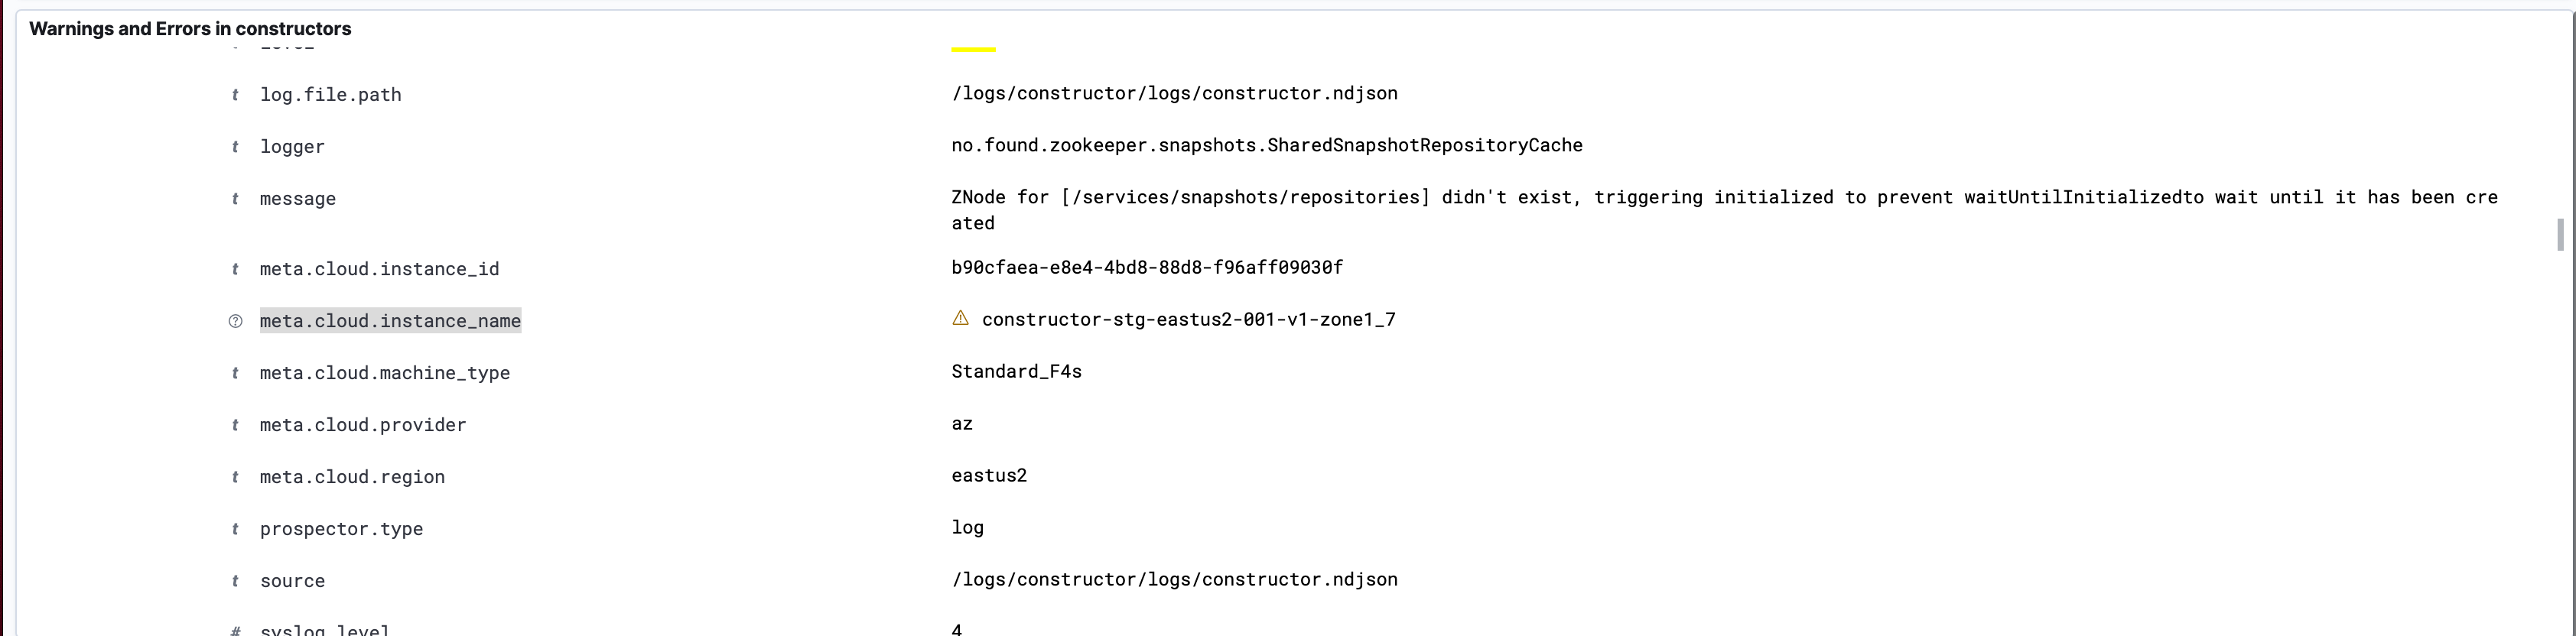 Warnings and Errors in constructors
t log.file.path /logs/constructor/logs/constructor.ndjson
t logger no.found.zookeeper.snapshots.SharedSnapshotRepositoryCache
t message ZNode for [/services/snapshots/repositories] didn't exist, triggering initialized to prevent waitUntilInitializedto wait until it has been cre
ated
t meta.cloud.instance_id b90cfaea-e8e4-4bd8-88d8-f96aff09030f
meta.cloud.instance_name constructor-stg-eastus2-001-v1-zone1_7
t meta.cloud.machine_type Standard_F4s
t meta.cloud.provider az
t meta.cloud.region eastus2
t prospector.type log
t source /logs/constructor/logs/constructor.ndjson
# syslog_level 4